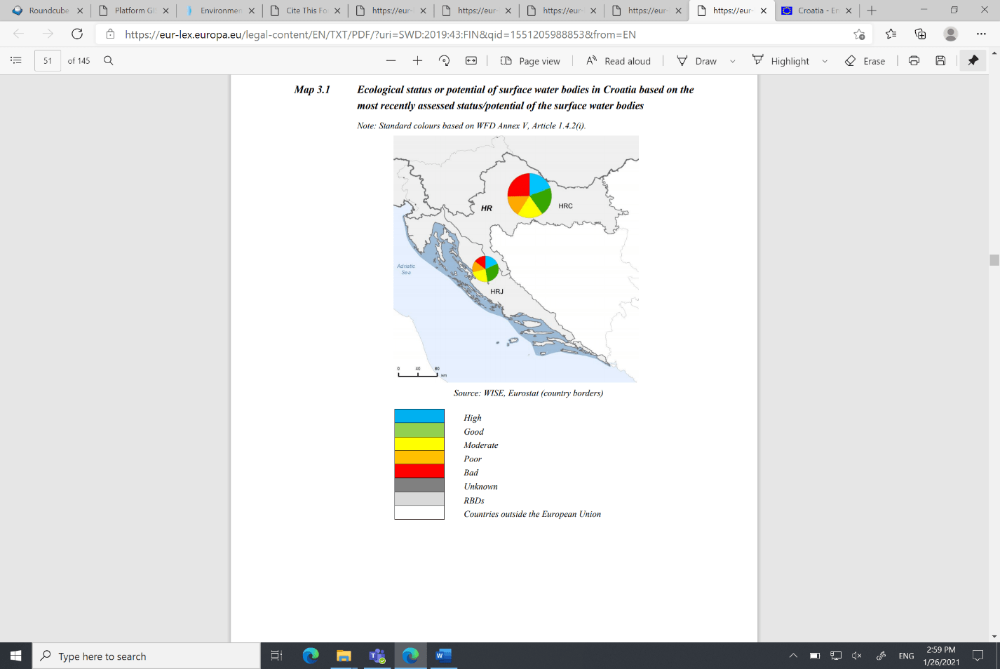 Roundcube
Platform GI
Environmen
Cite This Fo
https://eur-
https://eur-
https://eur-
https://eur-
https://eur-
Croatia - En
https://eur-lex.europa.eu/legal-content/EN/TXT/PDF/?uri=SWD:2019:43:FIN&qid=1551205988853&from=EN
51 of 145
Page view
Read aloud
Draw
Highlight
Erase
Map 3.1 Ecological status or potential of surface water bodies in Croatia based on the
most recently assessed status/potential of the surface water bodies
Note: Standard colours based on WFD Annex V, Article 1.4.2(i).
HR
HRC
Adriatic
Sea
HRJ
0 40 80
km
Source: WISE, Eurostat (country borders)
High
Good
Moderate
Poor
Bad
Unknown
RBDs
Countries outside the European Union
Type here to search
ENG
2:59 PM
1/26/2021